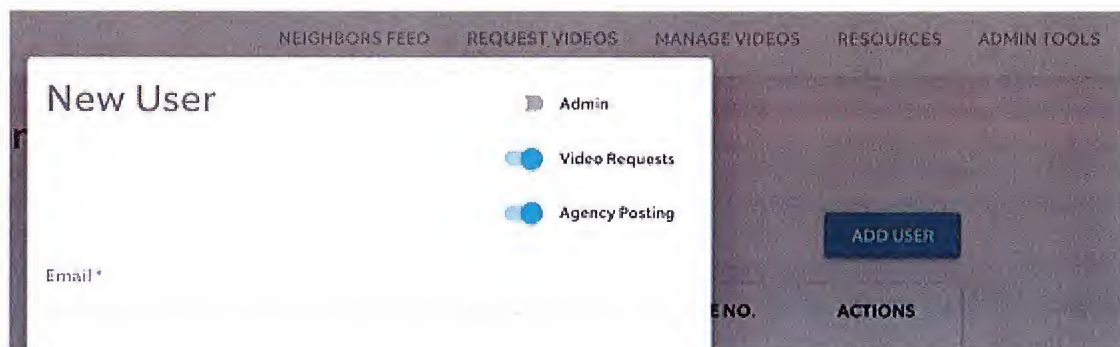 NEIGHBORS FEED REQUEST VIDEOS MANAGE VIDEOS RESOURCES ADMIN TOOLS
New User
Admin
Video Requests
Agency Posting
ADD USER
Email*
E NO. ACTIONS